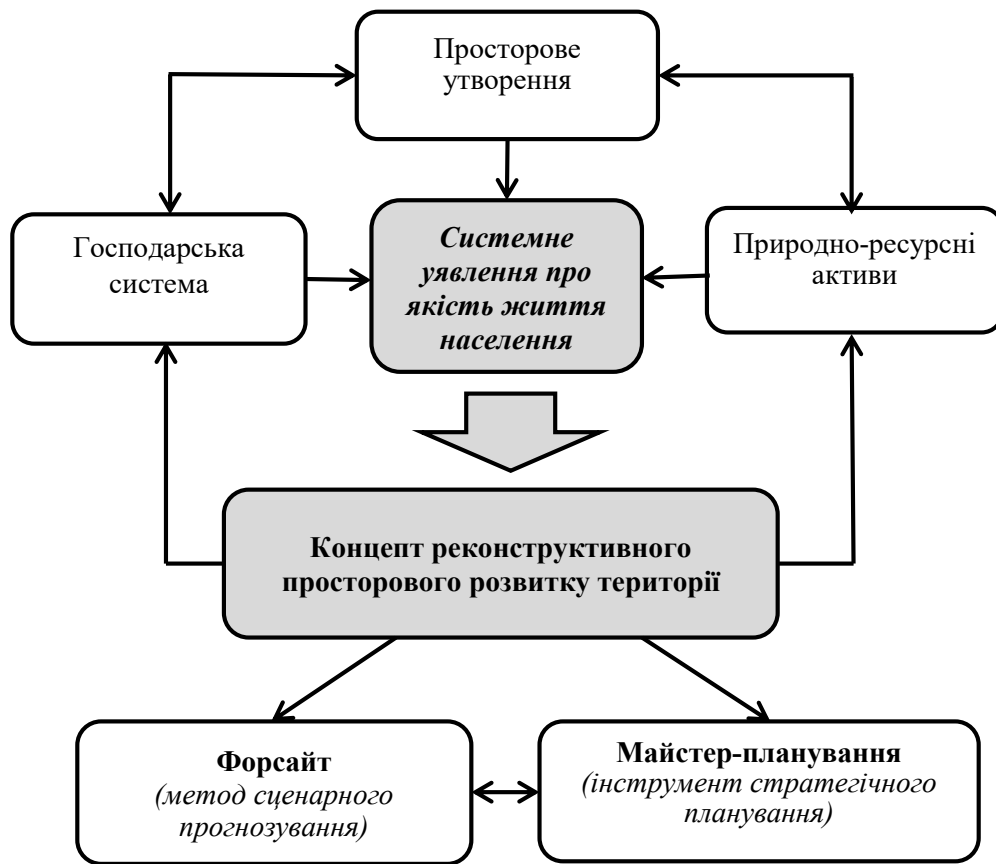 Просторове
утворення
Господарська
система
Системне
уявлення про
якість життя
населення
Природно-ресурсні
активи
Концепт реконструктивного
просторового розвитку території
Форсайт
(метод сценарного
прогнозування)
Майстер-планування
(інструмент стратегічного
планування)